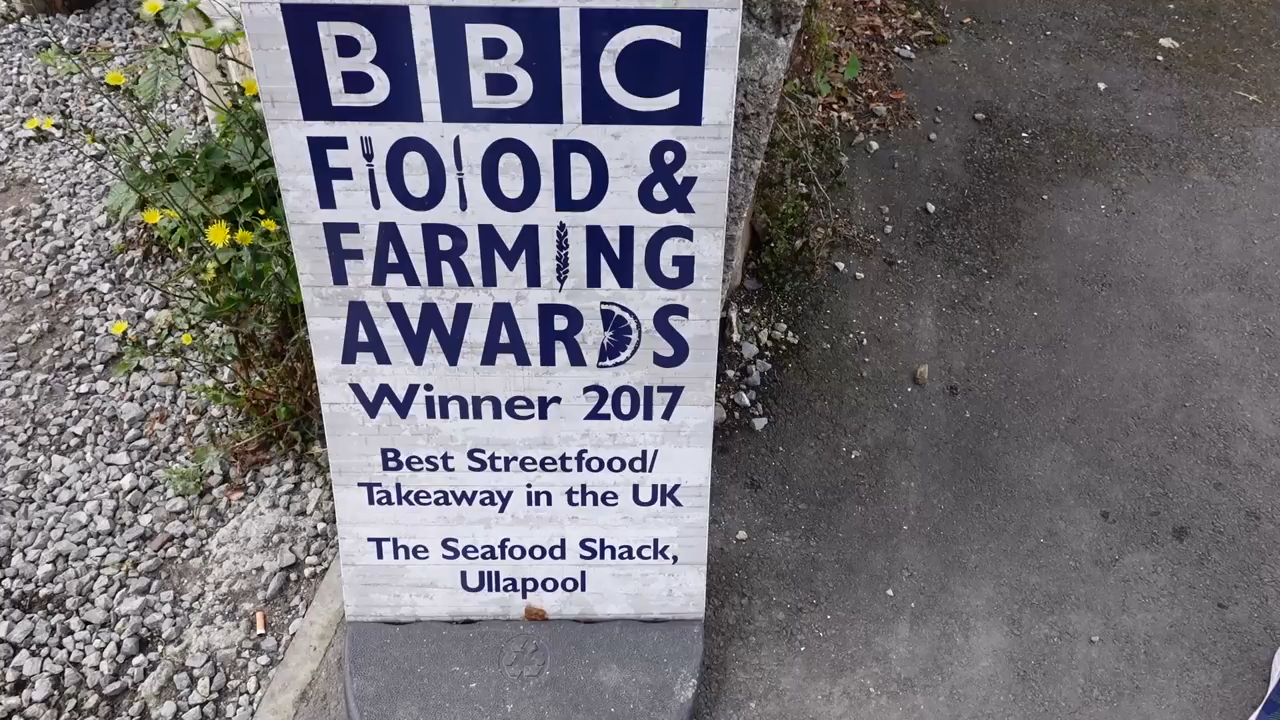 BBC
FOOD &
FARMING
AWARDS
Winner 2017
Best Streetfood/
Takeaway in the UK
The Seafood Shack,
Ullapool